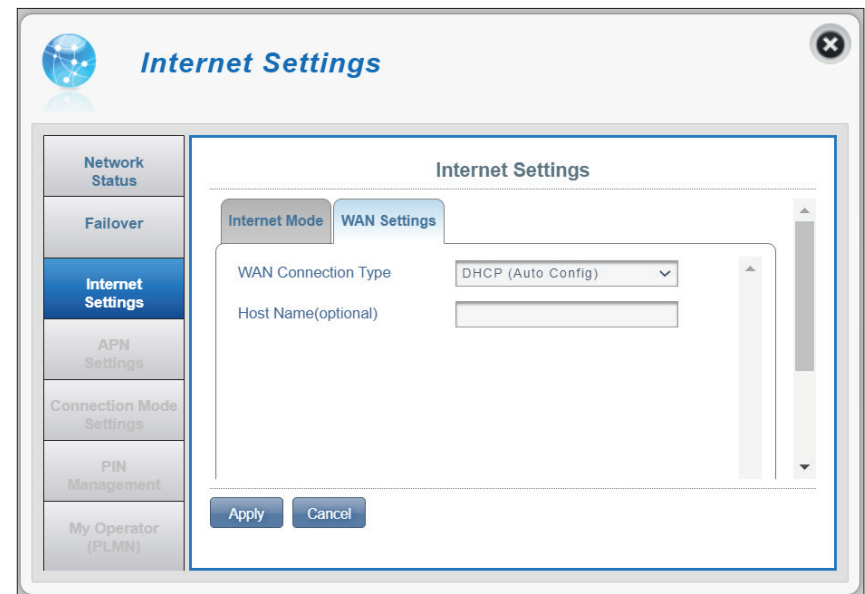 Internet Settings
Network
Status
Failover
Internet
Settings
APN
Settings
Connection Mode
Settings
PIN
Management
My Operator
(PLMN)
Internet Settings
Internet Mode
WAN Settings
WAN Connection Type
DHCP (Auto Config)
Host Name(optional)
Apply
Cancel